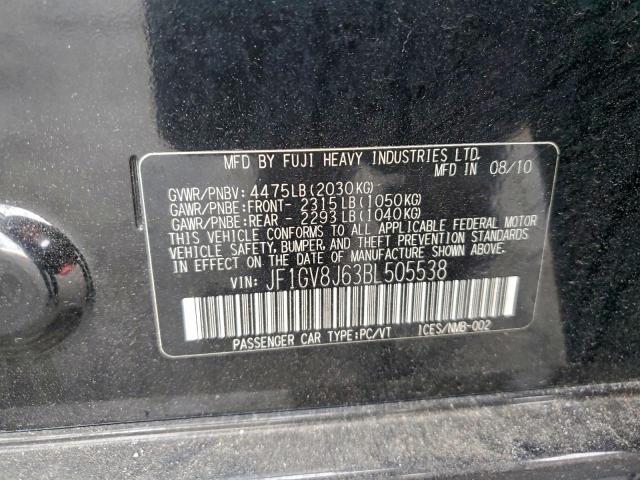 MFD BY FUJI HEAVY INDUSTRIES LTD.
MFD IN 08/10
GVWR/PNBV: 4475LB(2030KG)
GAWR/PNBE:FRONT- 2315LB(1050KG)
GAWR/PNBE:REAR - 2293LB(1040KG)
THIS VEHICLE CONFORMS TO ALL APPLICABLE FEDERAL MOTOR
VEHICLE SAFETY, BUMPER, AND THEFT PREVENTION STANDARDS
IN EFFECT ON THE DATE OF MANUFACTURE SHOWN ABOVE.
VIN: JF1GV8J63BL505538
PASSENGER CAR TYPE:PC/VT ICES/NMB-002